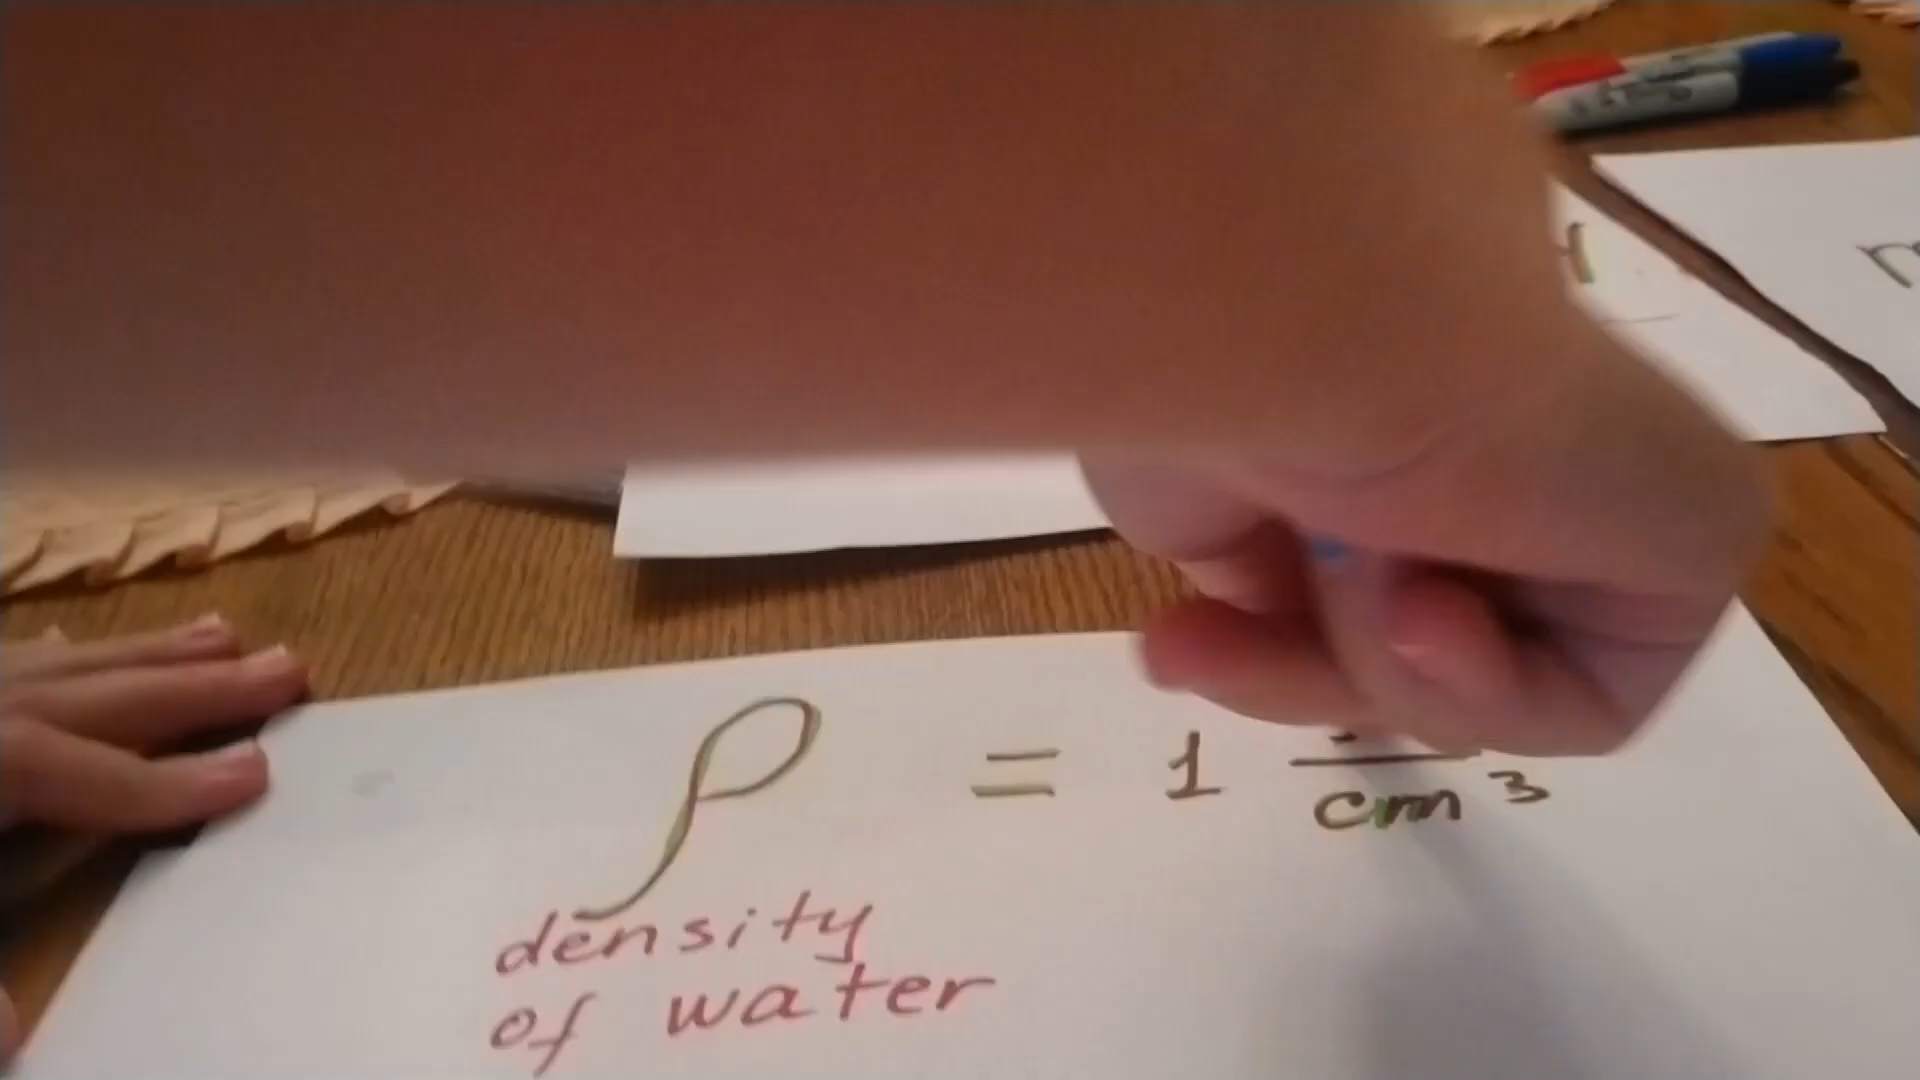 ρ = 1 /cm³
density
of water